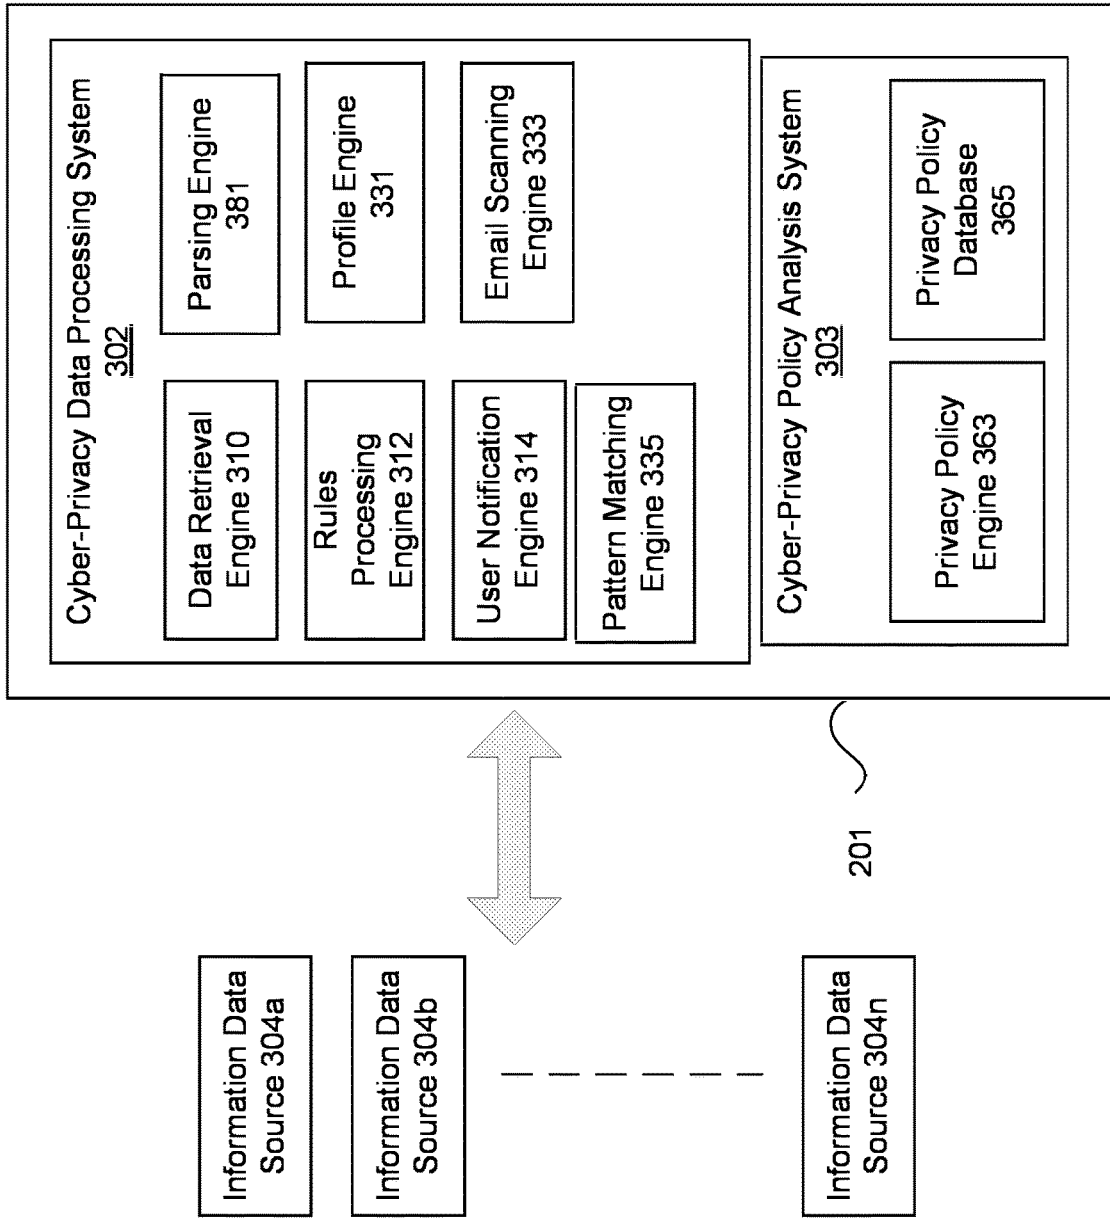 Information Data
Source 304a
Information Data
Source 304b
Information Data
Source 304n
201
Cyber-Privacy Data Processing System
302
Data Retrieval
Engine 310
Parsing Engine
381
Rules
Processing
Engine 312
Profile Engine
331
User Notification
Engine 314
Email Scanning
Engine 333
Pattern Matching
Engine 335
Cyber-Privacy Policy Analysis System
303
Privacy Policy
Engine 363
Privacy Policy
Database
365